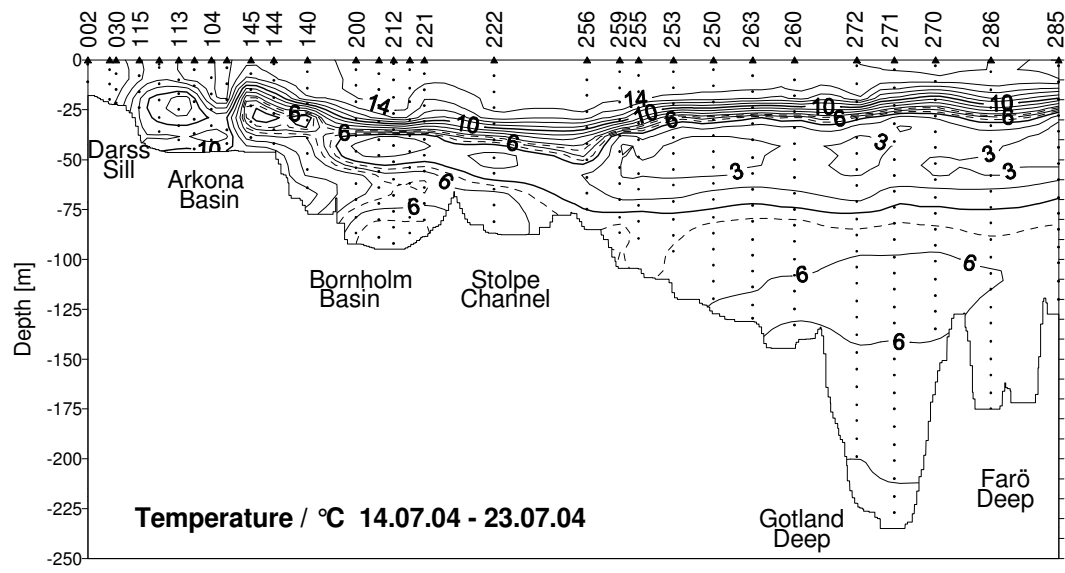 002 030 115 113 104 145 144 140 200 212 221 222 256 259 255 253 250 263 260 272 271 270 286 285
0
-25
-50
-75
-100
-125
-150
-175
-200
-225
-250
Depth [m]
14 14
10 10 10 10
6 6 6 6 6 6
10
3 3 3
6 6
6 6
6
Darss
Sill
Arkona
Basin
Bornholm
Basin
Stolpe
Channel
Gotland
Deep
Farö
Deep
Temperature / °C 14.07.04 - 23.07.04